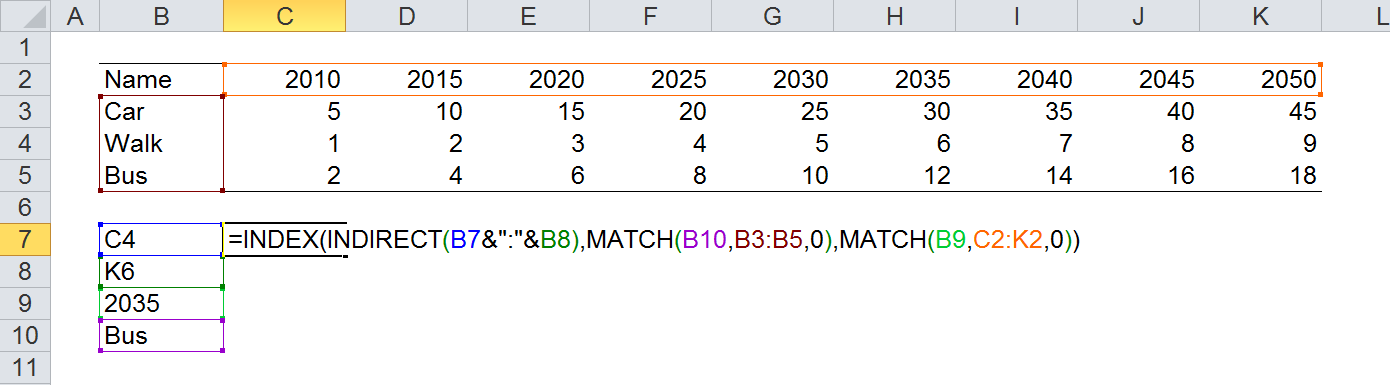 A B C D E F G H I J K L
1
2 Name 2010 2015 2020 2025 2030 2035 2040 2045 2050
3 Car 5 10 15 20 25 30 35 40 45
4 Walk 1 2 3 4 5 6 7 8 9
5 Bus 2 4 6 8 10 12 14 16 18
6
7 C4 =INDEX(INDIRECT(B7&":"&B8),MATCH(B10,B3:B5,0),MATCH(B9,C2:K2,0))
8 K6
9 2035
10 Bus
11